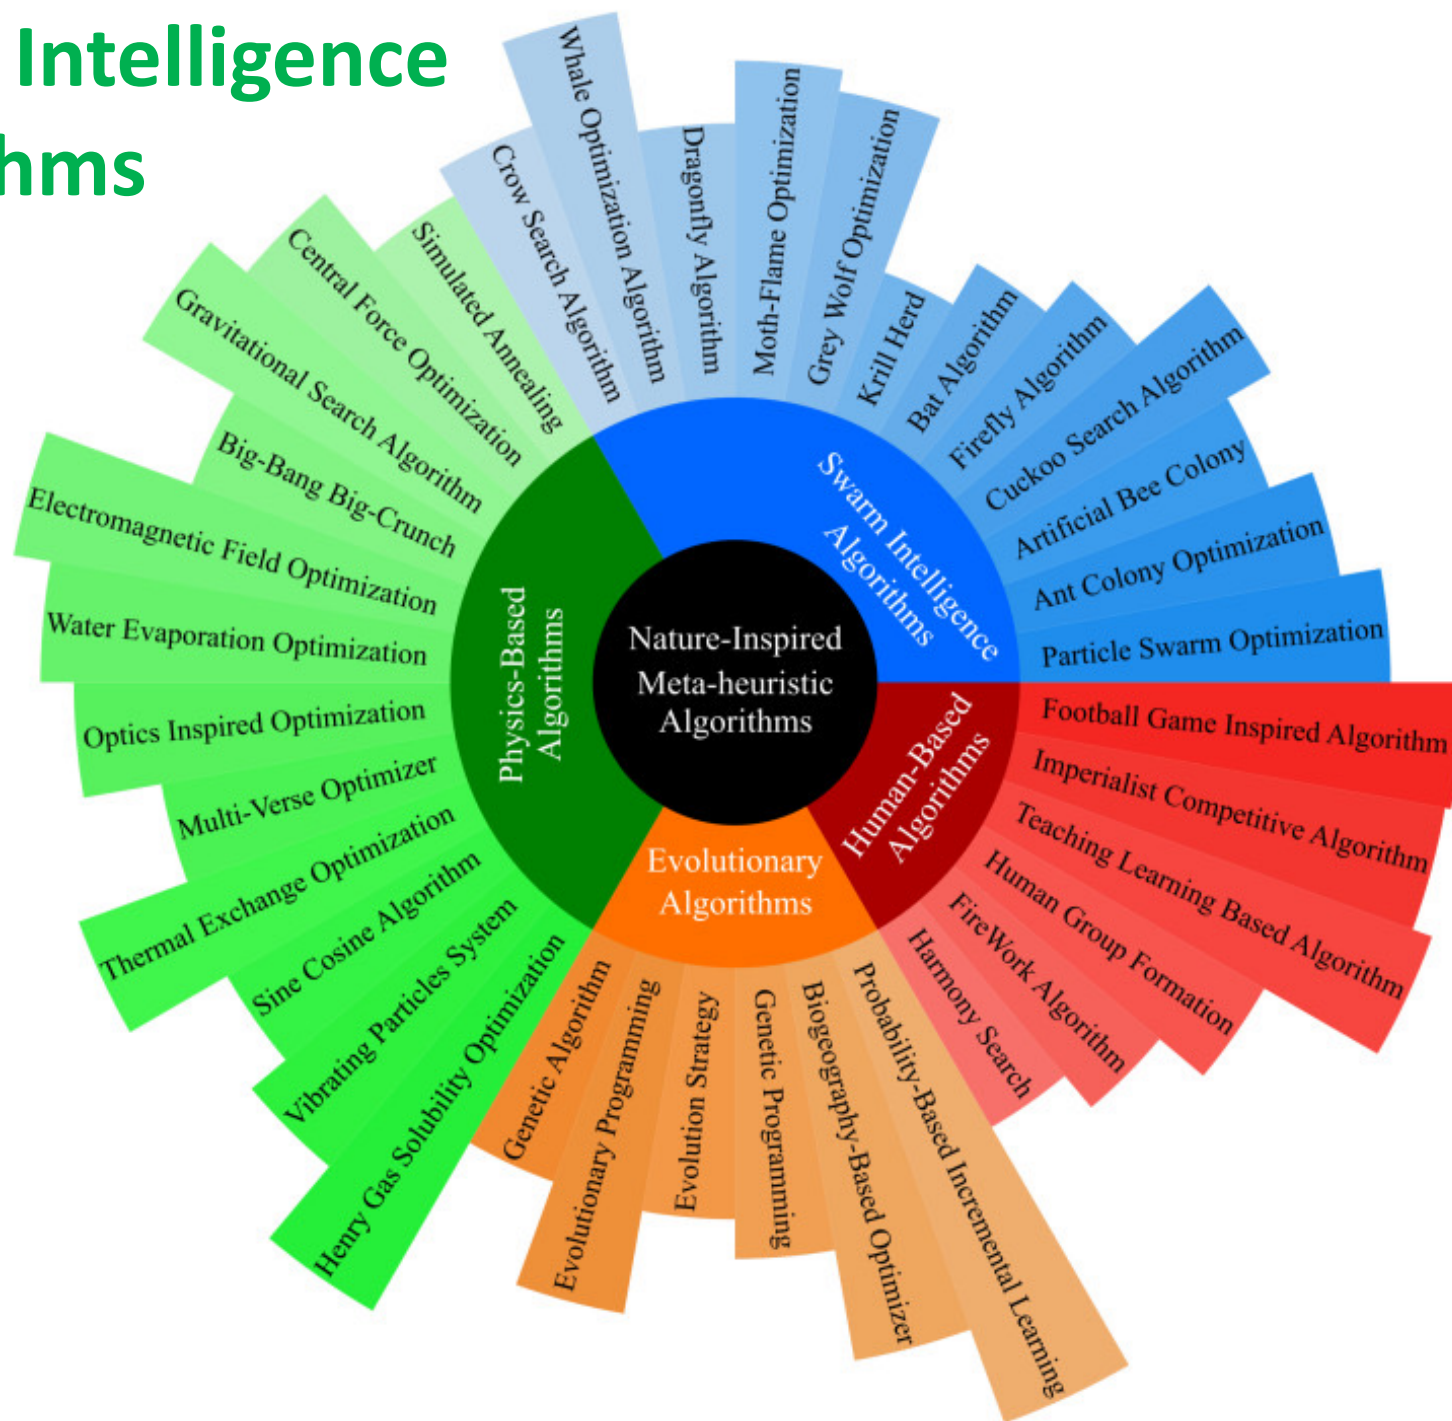 Intelligence
hms
Nature-Inspired
Meta-heuristic
Algorithms
Swarm Intelligence
Algorithms
Crow Search Algorithm
Whale Optimization Algorithm
Dragonfly Algorithm
Moth-Flame Optimization
Grey Wolf Optimization
Krill Herd
Bat Algorithm
Firefly Algorithm
Cuckoo Search Algorithm
Artificial Bee Colony
Ant Colony Optimization
Particle Swarm Optimization
Human-Based
Algorithms
Football Game Inspired Algorithm
Imperialist Competitive Algorithm
Teaching Learning Based Algorithm
Human Group Formation
FireWork Algorithm
Harmony Search
Evolutionary
Algorithms
Probability-Based Incremental Learning
Biogeography-Based Optimizer
Genetic Programming
Evolution Strategy
Evolutionary Programming
Genetic Algorithm
Physics-Based
Algorithms
Henry Gas Solubility Optimization
Vibrating Particles System
Sine Cosine Algorithm
Thermal Exchange Optimization
Multi-Verse Optimizer
Optics Inspired Optimization
Water Evaporation Optimization
Electromagnetic Field Optimization
Big-Bang Big-Crunch
Gravitational Search Algorithm
Central Force Optimization
Simulated Annealing